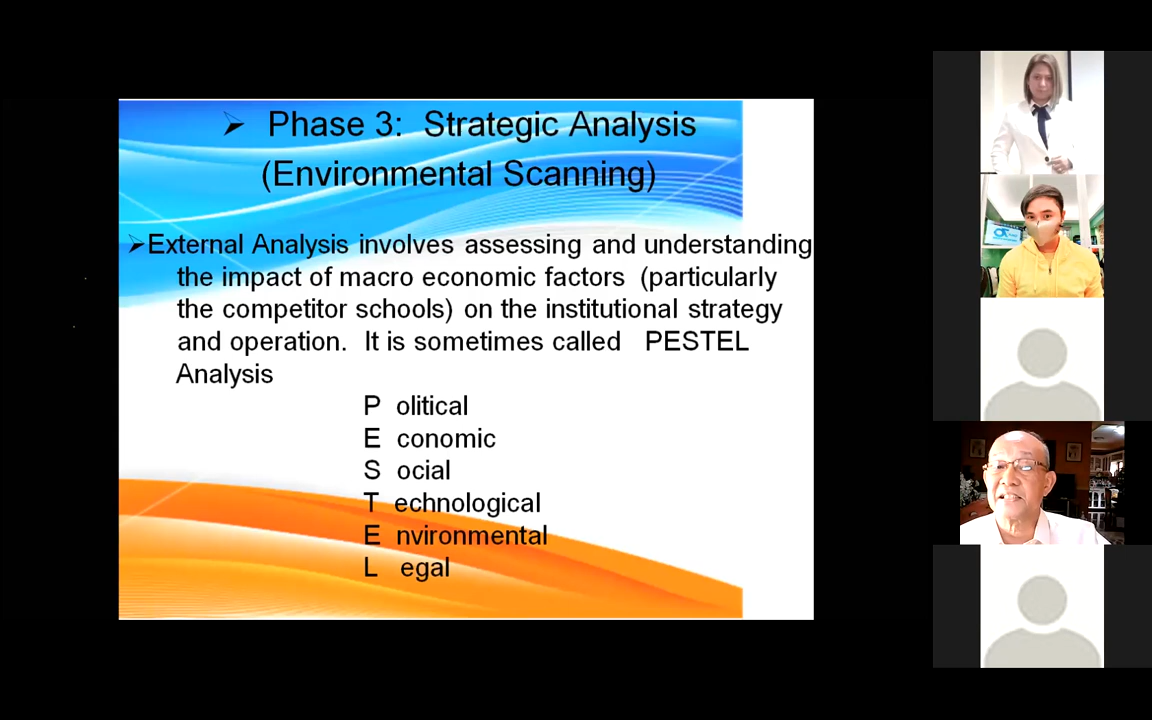 ➢ Phase 3: Strategic Analysis
(Environmental Scanning)
➢External Analysis involves assessing and understanding
the impact of macro economic factors (particularly
the competitor schools) on the institutional strategy
and operation. It is sometimes called PESTEL
Analysis
P olitical
E conomic
S ocial
T echnological
E nvironmental
L egal